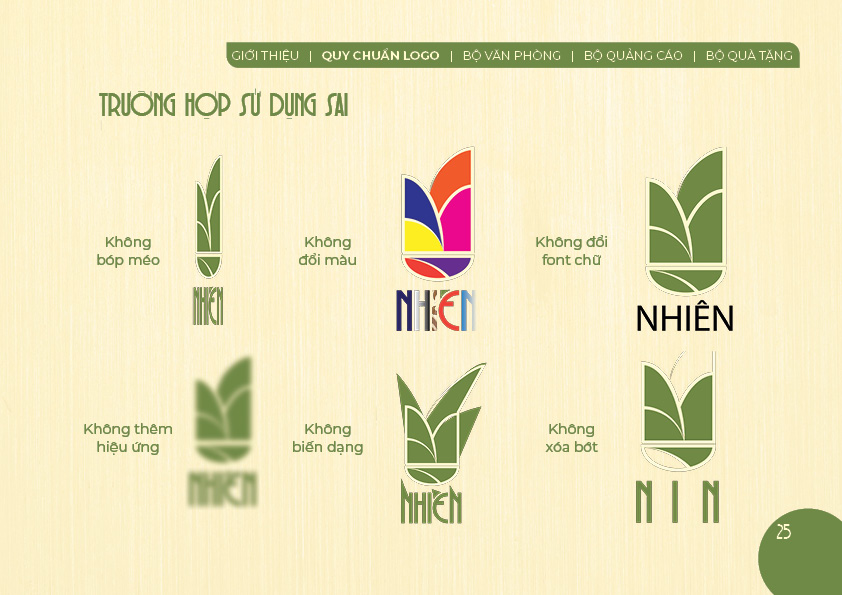 GIỚI THIỆU | QUY CHUẨN LOGO | BỘ VĂN PHÒNG | BỘ QUẢNG CÁO | BỘ QUÀ TẶNG
TRƯỜNG HỢP SỬ DỤNG SAI
Không
bóp méo
NHIÊN
Không
đổi màu
NHIÊN
Không đổi
font chữ
NHIÊN
Không thêm
hiệu ứng
NHIÊN
Không
biến dạng
NHIÊN
Không
xóa bớt
N I N
25